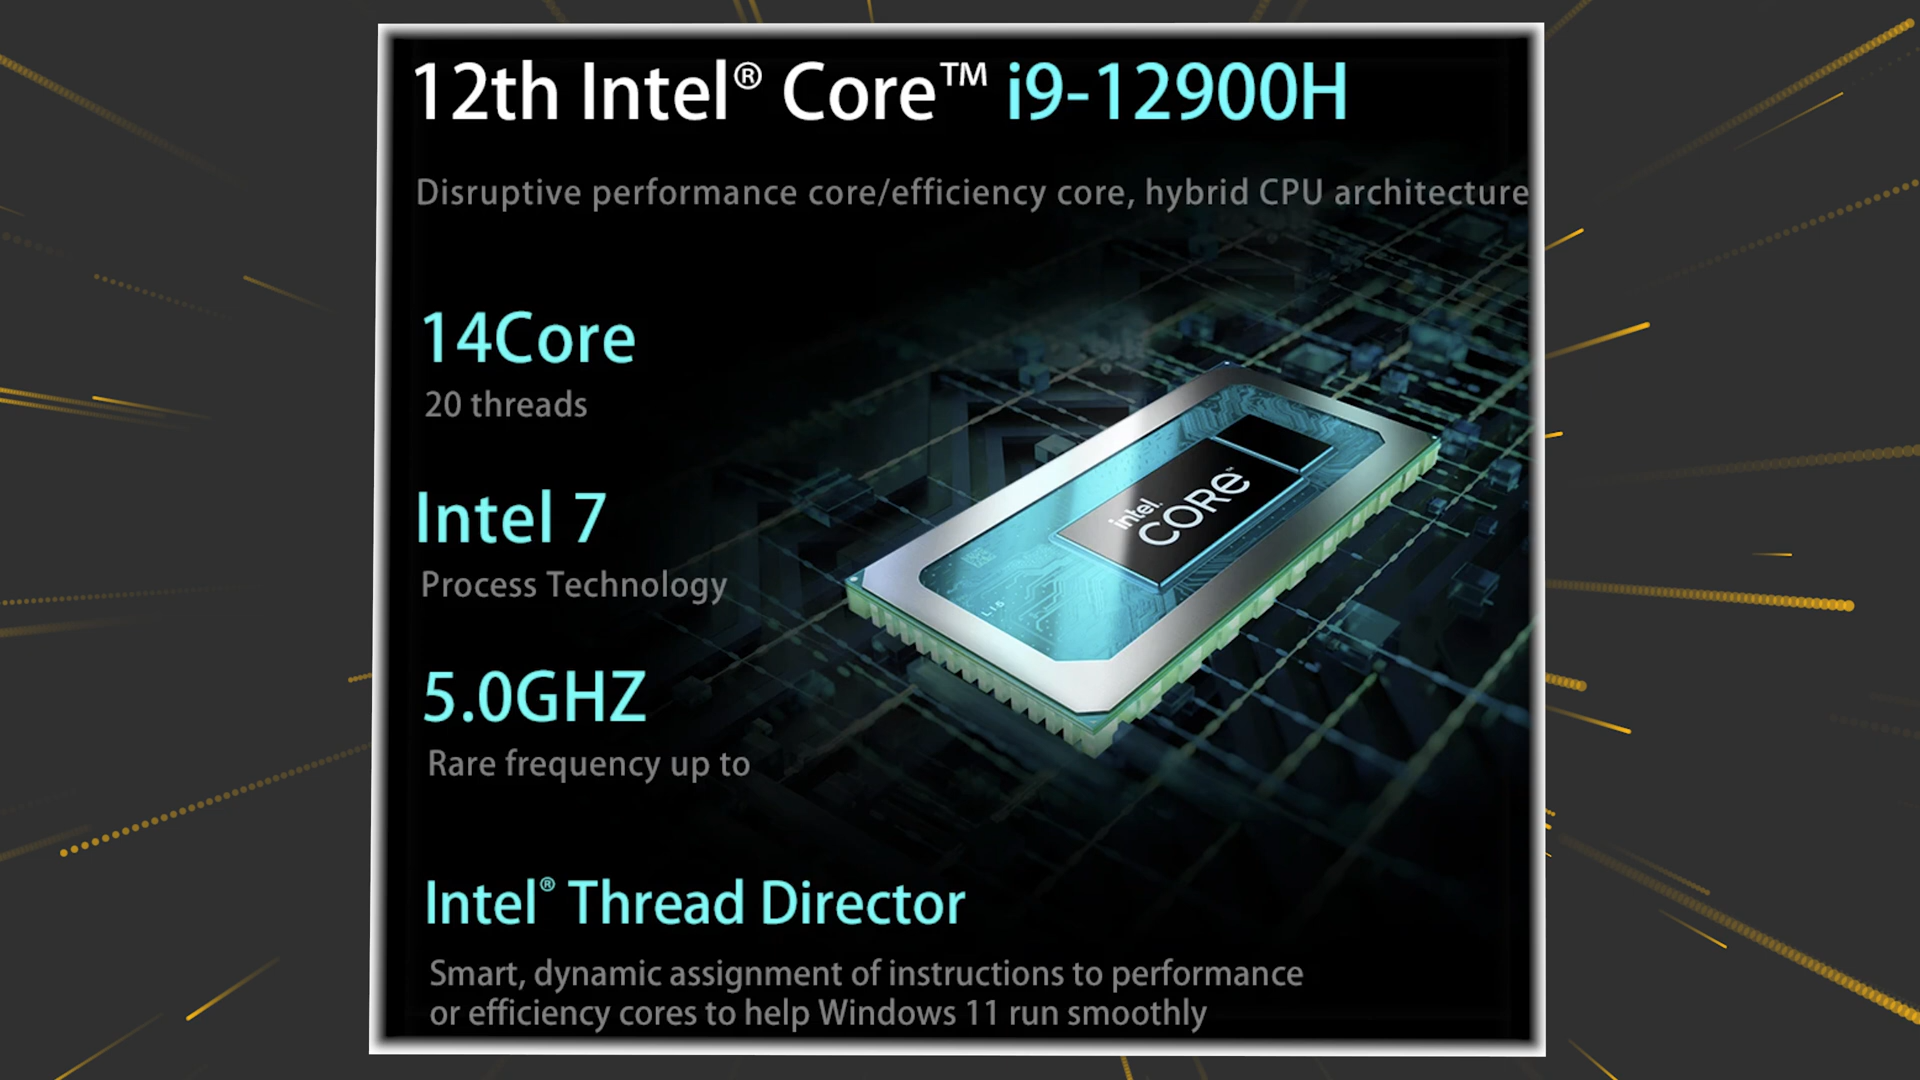 12th Intel® Core™ i9-12900H
Disruptive performance core/efficiency core, hybrid CPU architecture
14Core
20 threads
Intel 7
Process Technology
5.0GHZ
Rare frequency up to
intel.
CORE™
Intel® Thread Director
Smart, dynamic assignment of instructions to performance
or efficiency cores to help Windows 11 run smoothly